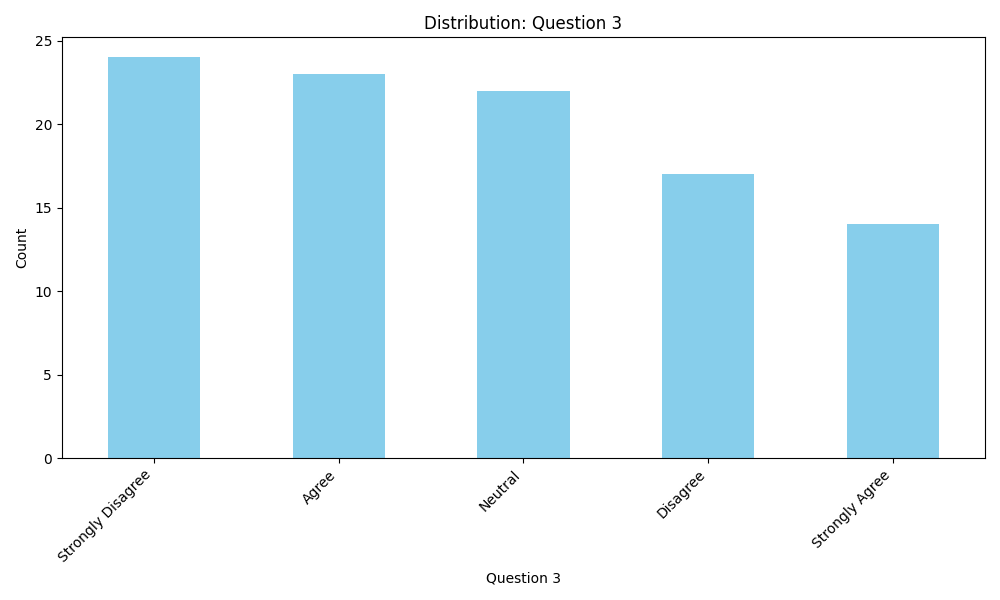 Distribution: Question 3
25
20
15
10
5
0
Count
Strongly Disagree
Agree
Neutral
Disagree
Strongly Agree
Question 3